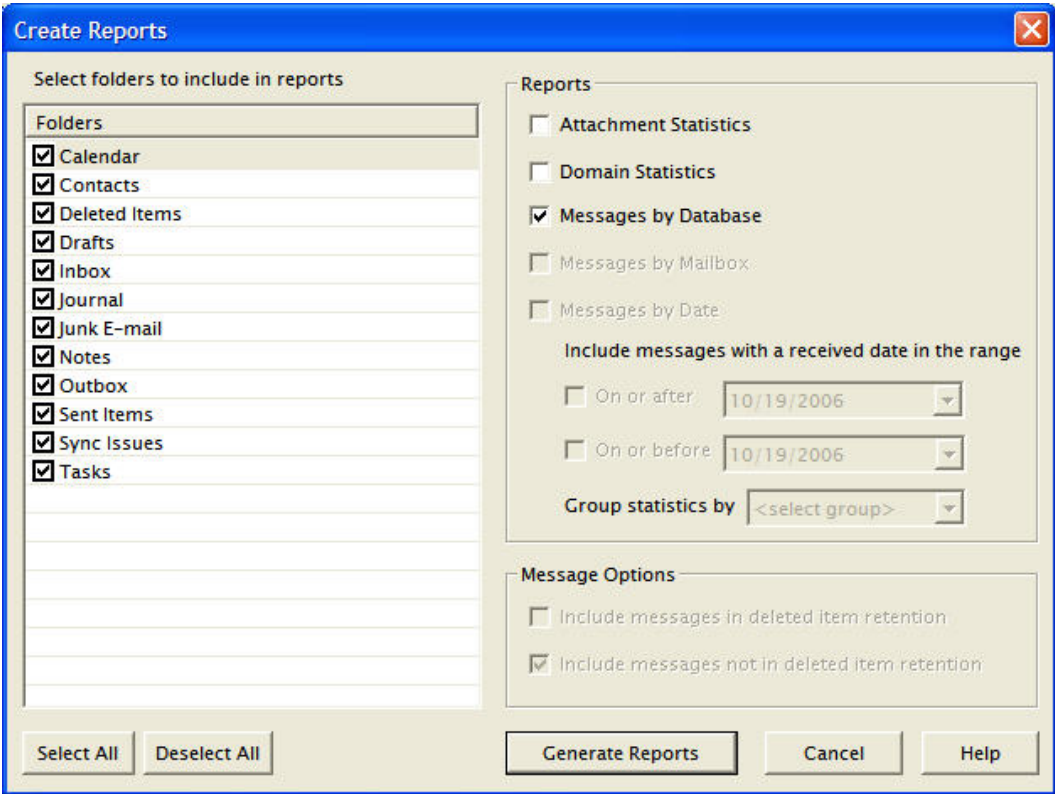 Create Reports
Select folders to include in reports
Folders
Calendar
Contacts
Deleted Items
Drafts
Inbox
Journal
Junk E-mail
Notes
Outbox
Sent Items
Sync Issues
Tasks
Select All
Deselect All
Reports
Attachment Statistics
Domain Statistics
Messages by Database
Messages by Mailbox
Messages by Date
Include messages with a received date in the range
On or after 10/19/2006
On or before 10/19/2006
Group statistics by <select group>
Message Options
Include messages in deleted item retention
Include messages not in deleted item retention
Generate Reports
Cancel
Help